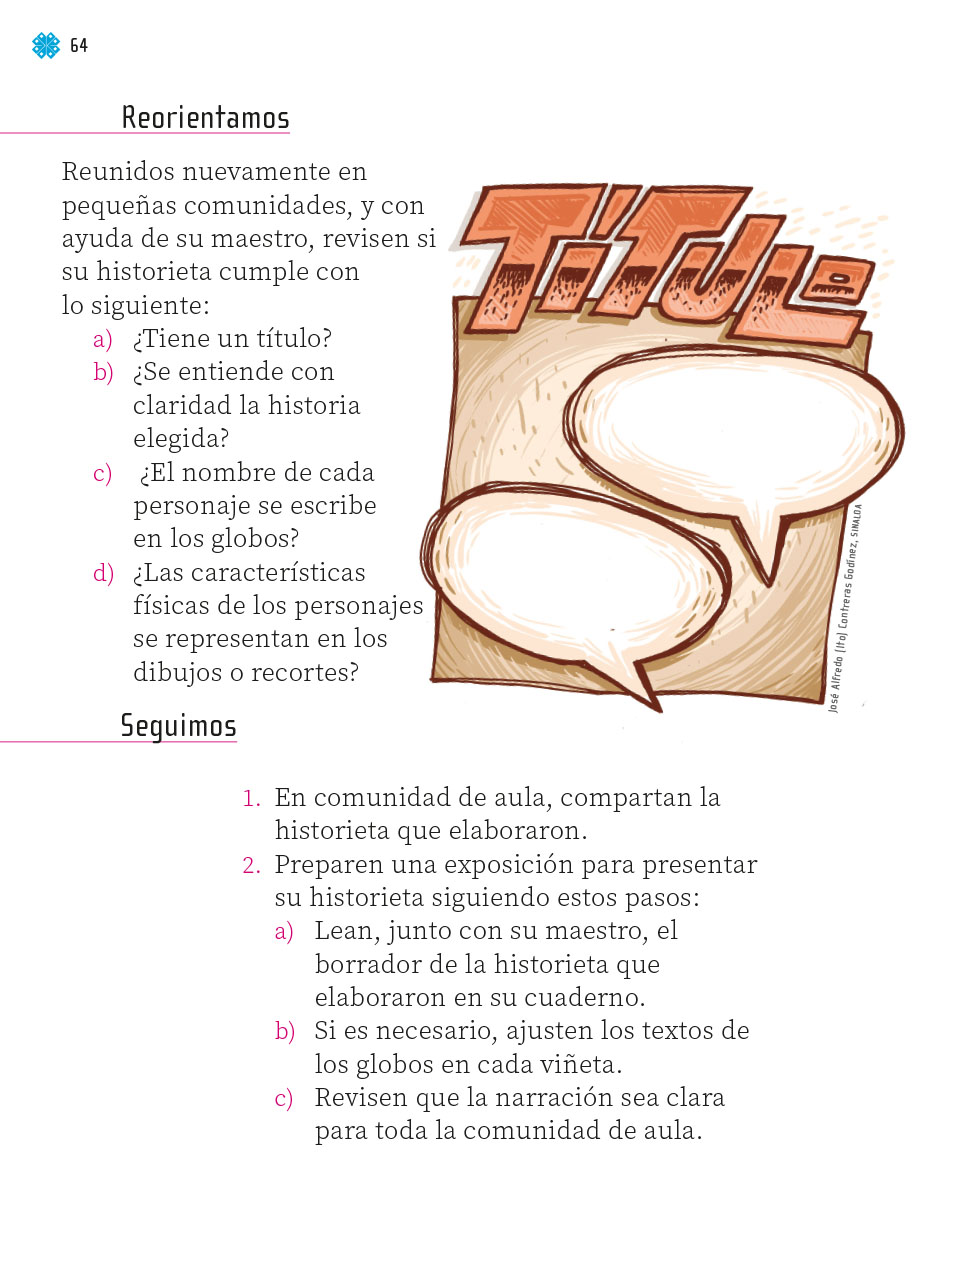 64
Reorientamos
Reunidos nuevamente en
pequeñas comunidades, y con
ayuda de su maestro, revisen si
su historieta cumple con
lo siguiente:
a) ¿Tiene un título?
b) ¿Se entiende con
claridad la historia
elegida?
c) ¿El nombre de cada
personaje se escribe
en los globos?
d) ¿Las características
físicas de los personajes
se representan en los
dibujos o recortes?
TÍTULO
José Alfredo (Ito) Contreras Godínez, SINALOA
Seguimos
1. En comunidad de aula, compartan la
historieta que elaboraron.
2. Preparen una exposición para presentar
su historieta siguiendo estos pasos:
a) Lean, junto con su maestro, el
borrador de la historieta que
elaboraron en su cuaderno.
b) Si es necesario, ajusten los textos de
los globos en cada viñeta.
c) Revisen que la narración sea clara
para toda la comunidad de aula.